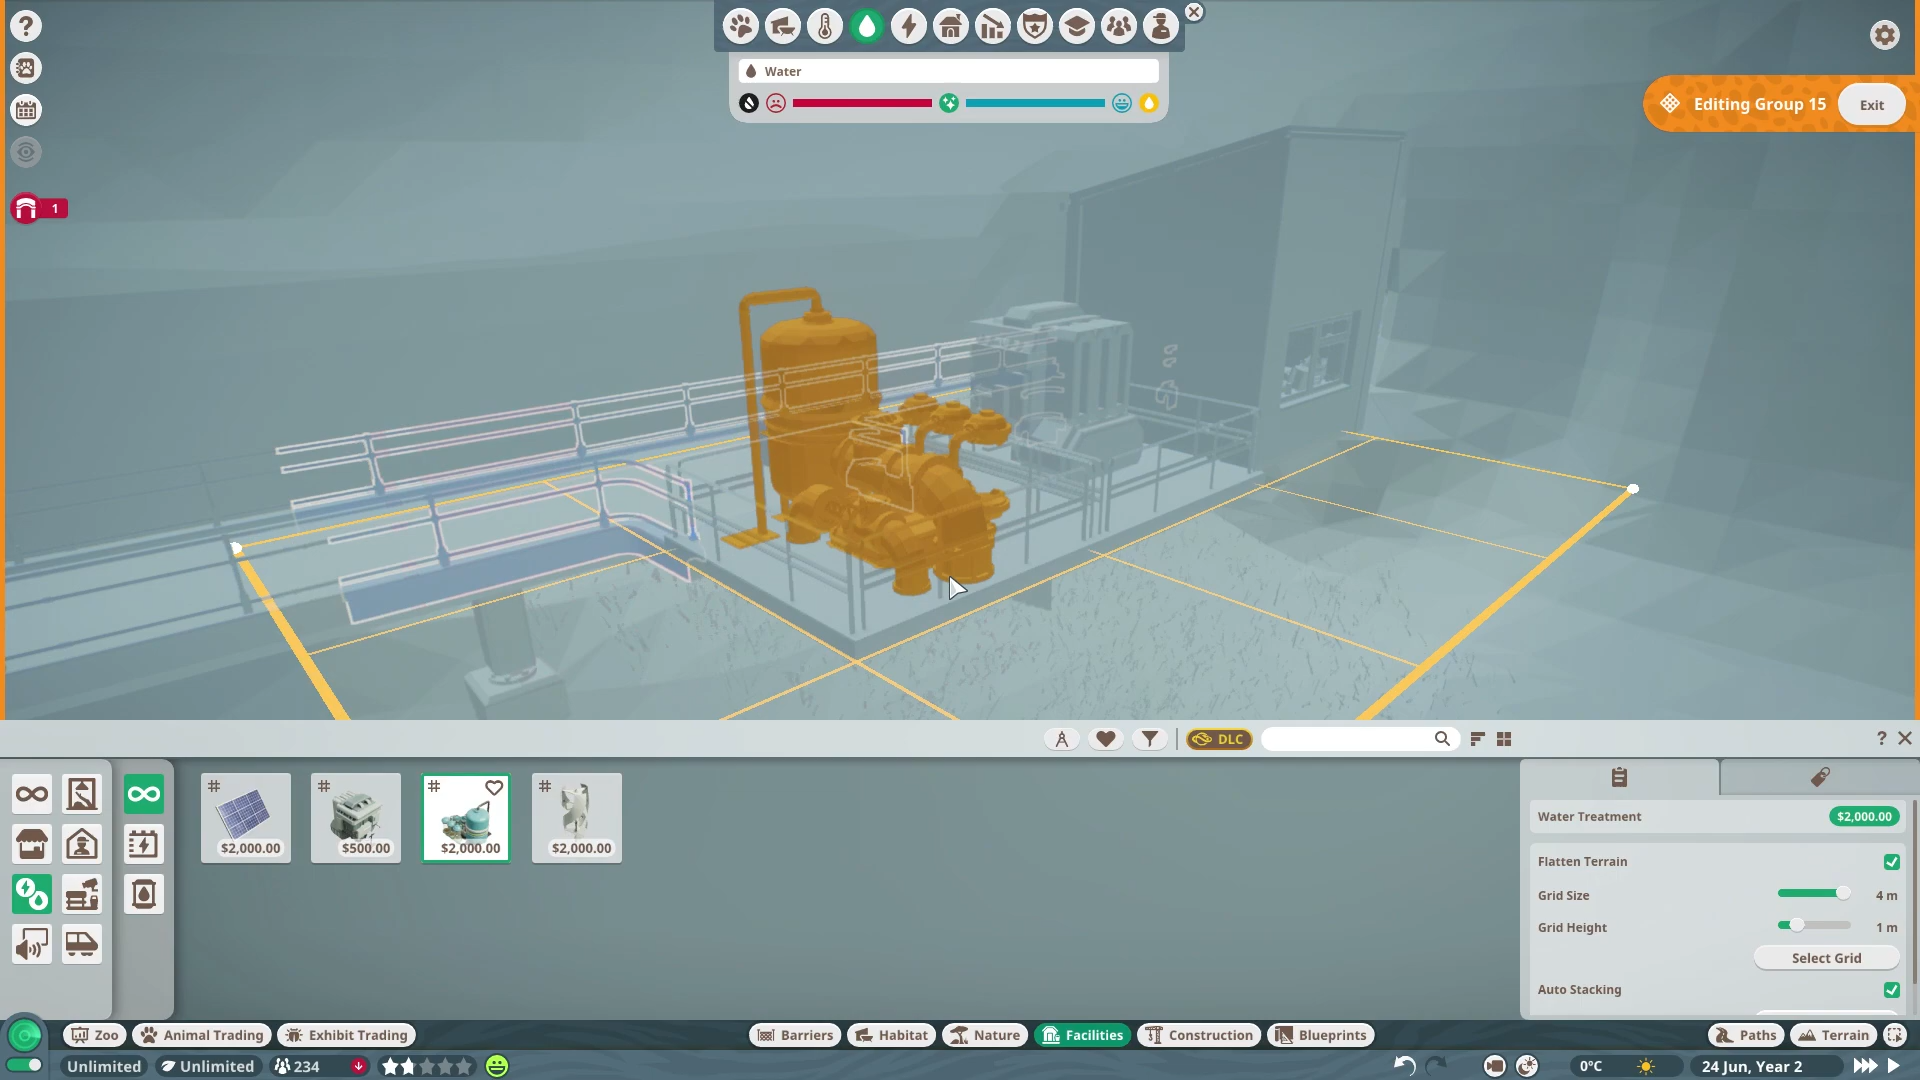 ?
Water
Editing Group 15
Exit
1
DLC
?
$2,000.00
$500.00
$2,000.00
$2,000.00
Water Treatment
$2,000.00
Flatten Terrain
Grid Size
4 m
Grid Height
1 m
Select Grid
Auto Stacking
Zoo
Animal Trading
Exhibit Trading
Barriers
Habitat
Nature
Facilities
Construction
Blueprints
Paths
Terrain
Unlimited
Unlimited
234
0°C
24 Jun, Year 2